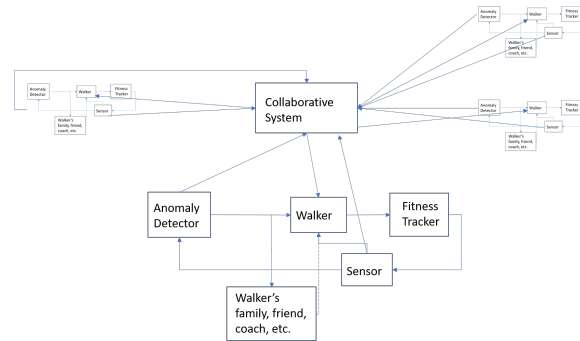 Anomaly
Detector
Walker
Fitness
Tracker
Sensor
Walker's
family, friend,
coach, etc.
Anomaly
Detector
Walker
Fitness
Tracker
Sensor
Walker's
family, friend,
coach, etc.
Collaborative
System
Anomaly
Detector
Walker
Fitness
Tracker
Sensor
Walker's
family, friend,
coach, etc.
Anomaly
Detector
Walker
Fitness
Tracker
Sensor
Walker's
family, friend,
coach, etc.